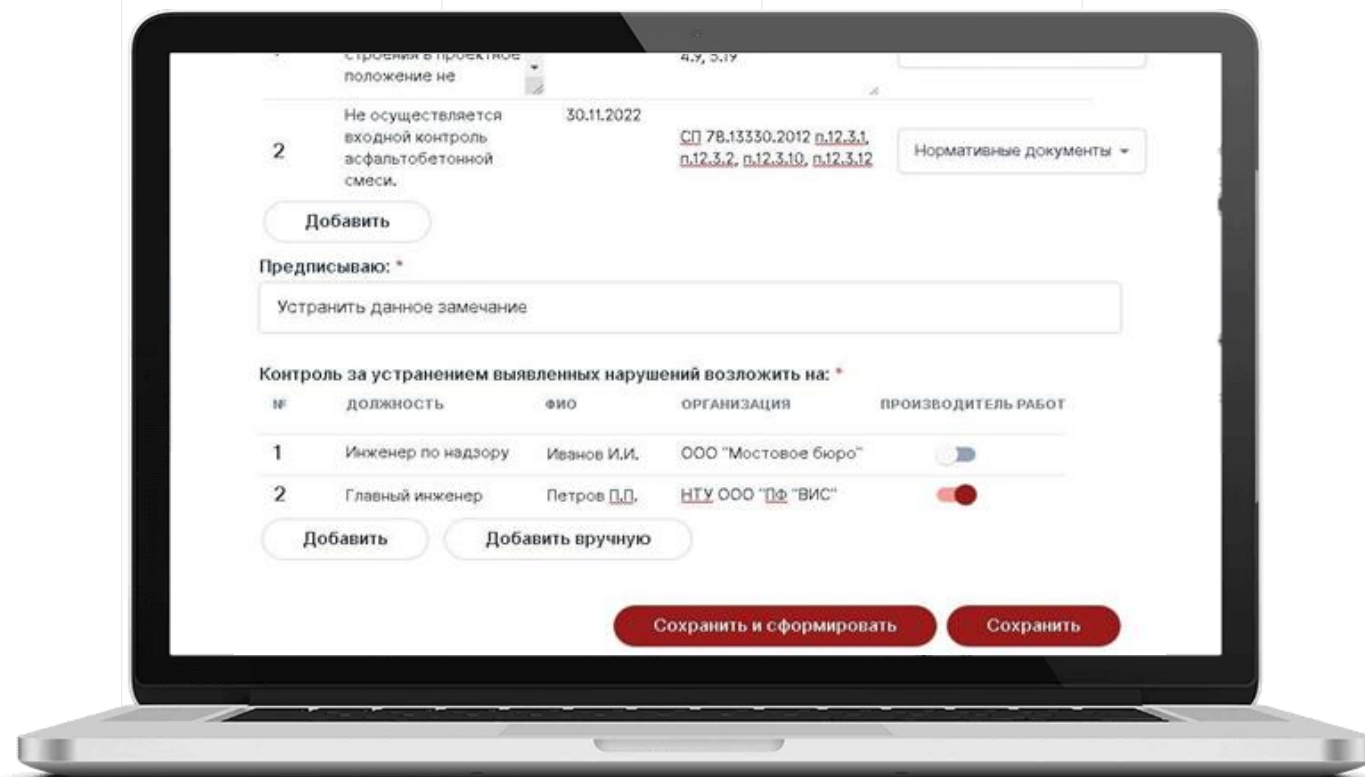 строения в проектное 4.9, 5.19
положение не
Не осуществляется 30.11.2022
входной контроль СП 78.13330.2012 п.12.3.1,
2 асфальтобетонной п.12.3.2, п.12.3.10, п.12.3.12 Нормативные документы
смеси.
Добавить
Предписываю: *
Устранить данное замечание
Контроль за устранением выявленных нарушений возложить на: *
№ ДОЛЖНОСТЬ ФИО ОРГАНИЗАЦИЯ ПРОИЗВОДИТЕЛЬ РАБОТ
1 Инженер по надзору Иванов И.И. ООО "Мостовое бюро"
2 Главный инженер Петров П.П. НТУ ООО "ПФ "ВИС"
Добавить Добавить вручную
Сохранить и сформировать Сохранить